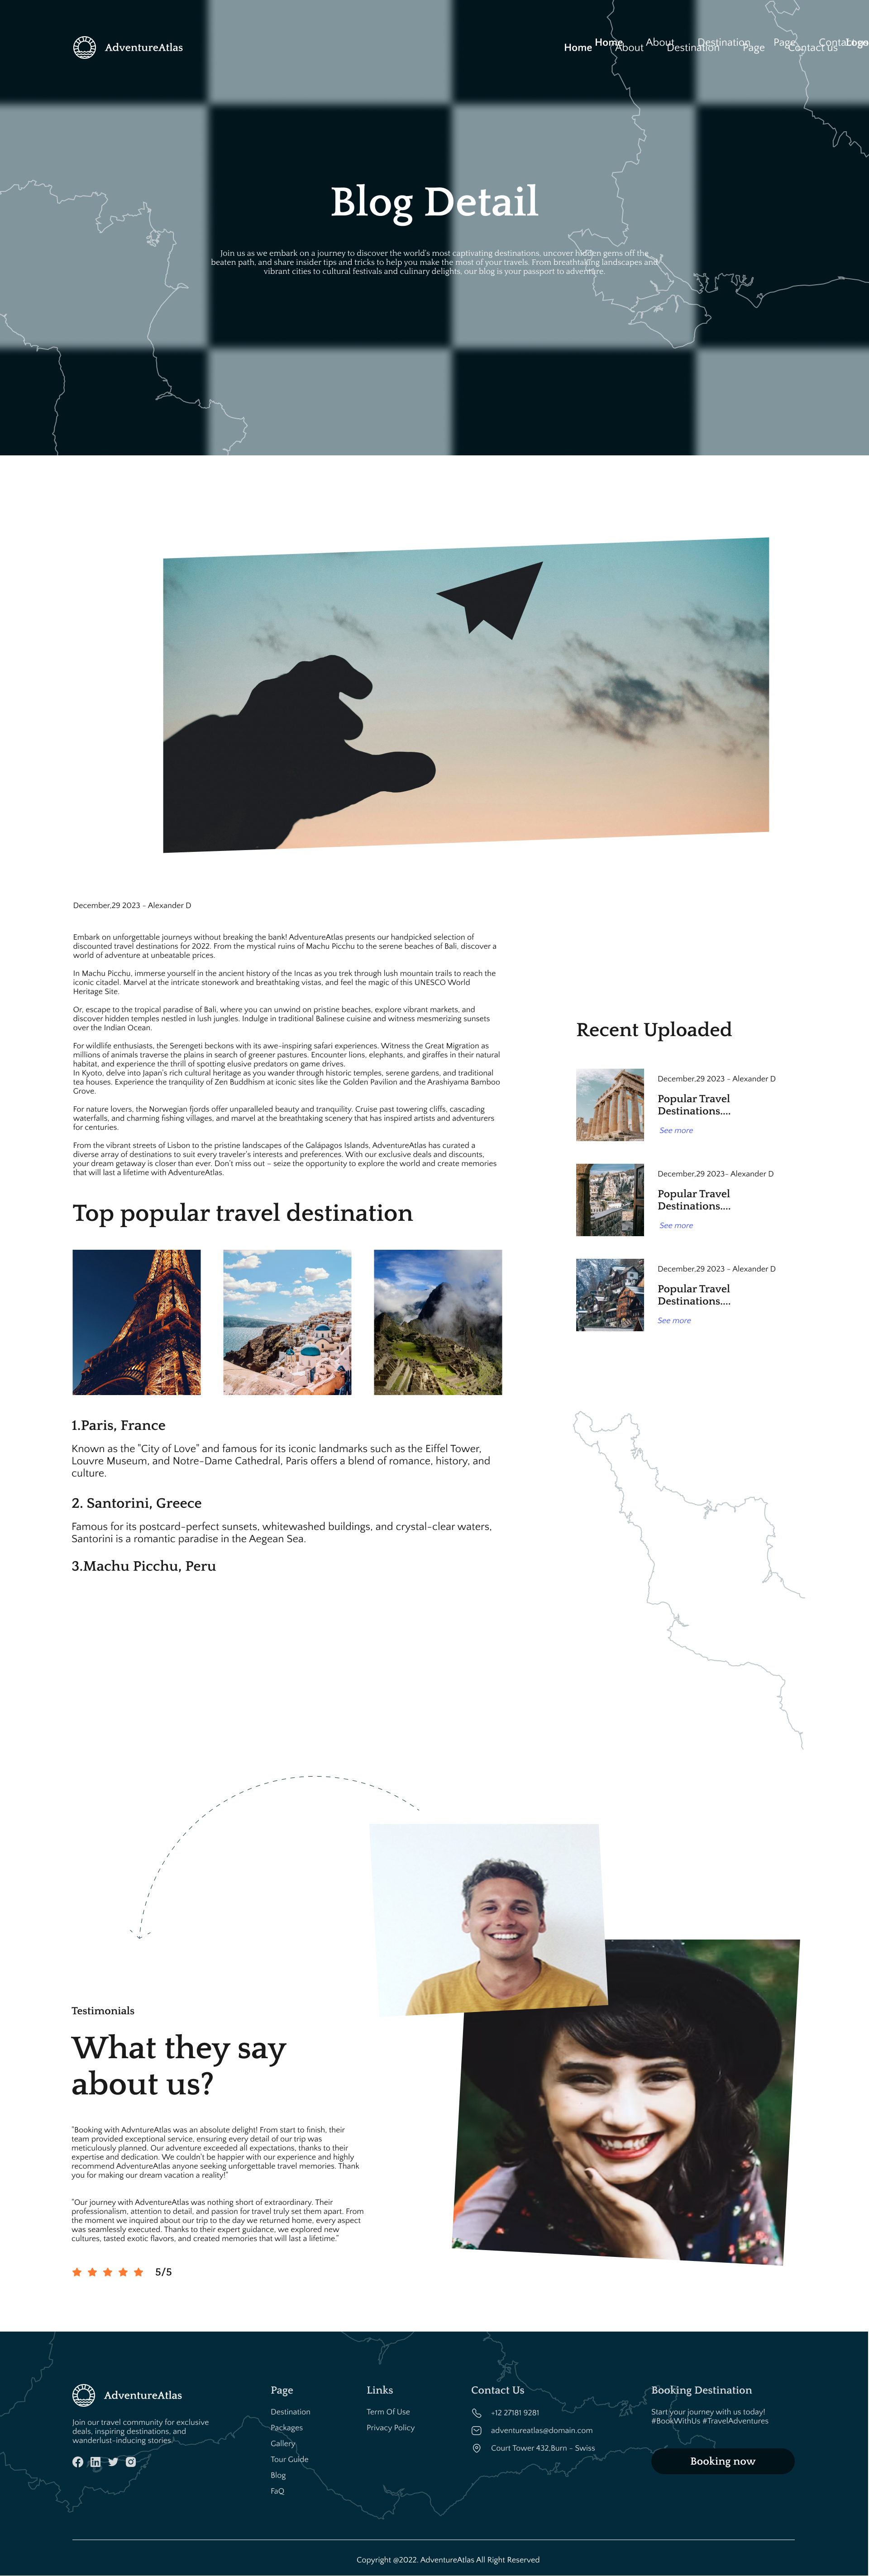 AdventureAtlas
Home About Destination Page Contact us
Home About Destination Page Contact us
Blog Detail
Join us as we embark on a journey to discover the world's most captivating destinations, uncover hidden gems off the
beaten path, and share insider tips and tricks to help you make the most of your travels. From breathtaking landscapes and
vibrant cities to cultural festivals and culinary delights, our blog is your passport to adventure.
December,29 2023 - Alexander D
Embark on unforgettable journeys without breaking the bank! AdventureAtlas presents our handpicked selection of
discounted travel destinations for 2022. From the mystical ruins of Machu Picchu to the serene beaches of Bali, discover a
world of adventure at unbeatable prices.
In Machu Picchu, immerse yourself in the ancient history of the Incas as you trek through lush mountain trails to reach the
iconic citadel. Marvel at the intricate stonework and breathtaking vistas, and feel the magic of this UNESCO World
Heritage Site.
Or, escape to the tropical paradise of Bali, where you can unwind on pristine beaches, explore vibrant markets, and
discover hidden temples nestled in lush jungles. Indulge in traditional Balinese cuisine and witness mesmerizing sunsets
over the Indian Ocean.
For wildlife enthusiasts, the Serengeti beckons with its awe-inspiring safari experiences. Witness the Great Migration as
millions of animals traverse the plains in search of greener pastures. Encounter lions, elephants, and giraffes in their natural
habitat, and experience the thrill of spotting elusive predators on game drives.
In Kyoto, delve into Japan's rich cultural heritage as you wander through historic temples, serene gardens, and traditional
tea houses. Experience the tranquility of Zen Buddhism at iconic sites like the Golden Pavilion and the Arashiyama Bamboo
Grove.
For nature lovers, the Norwegian fjords offer unparalleled beauty and tranquility. Cruise past towering cliffs, cascading
waterfalls, and charming fishing villages, and marvel at the breathtaking scenery that has inspired artists and adventurers
for centuries.
From the vibrant streets of Lisbon to the pristine landscapes of the Galápagos Islands, AdventureAtlas has curated a
diverse array of destinations to suit every traveler's interests and preferences. With our exclusive deals and discounts,
your dream getaway is closer than ever. Don't miss out – seize the opportunity to explore the world and create memories
that will last a lifetime with AdventureAtlas.
Top popular travel destination
1.Paris, France
Known as the "City of Love" and famous for its iconic landmarks such as the Eiffel Tower,
Louvre Museum, and Notre-Dame Cathedral, Paris offers a blend of romance, history, and
culture.
2. Santorini, Greece
Famous for its postcard-perfect sunsets, whitewashed buildings, and crystal-clear waters,
Santorini is a romantic paradise in the Aegean Sea.
3.Machu Picchu, Peru
Recent Uploaded
December,29 2023 - Alexander D
Popular Travel
Destinations....
See more
December,29 2023- Alexander D
Popular Travel
Destinations....
See more
December,29 2023 - Alexander D
Popular Travel
Destinations....
See more
Testimonials
What they say
about us?
"Booking with AdvntureAtlas was an absolute delight! From start to finish, their
team provided exceptional service, ensuring every detail of our trip was
meticulously planned. Our adventure exceeded all expectations, thanks to their
expertise and dedication. We couldn't be happier with our experience and highly
recommend AdventureAtlas anyone seeking unforgettable travel memories. Thank
you for making our dream vacation a reality!"
"Our journey with AdventureAtlas was nothing short of extraordinary. Their
professionalism, attention to detail, and passion for travel truly set them apart. From
the moment we inquired about our trip to the day we returned home, every aspect
was seamlessly executed. Thanks to their expert guidance, we explored new
cultures, tasted exotic flavors, and created memories that will last a lifetime."
5/5
AdventureAtlas
Join our travel community for exclusive
deals, inspiring destinations, and
wanderlust-inducing stories.
Page
Destination
Packages
Gallery
Tour Guide
Blog
FaQ
Links
Term Of Use
Privacy Policy
Contact Us
+12 27181 9281
adventureatlas@domain.com
Court Tower 432,Burn - Swiss
Booking Destination
Start your journey with us today!
#BookWithUs #TravelAdventures
Booking now
Copyright @2022. AdventureAtlas All Right Reserved